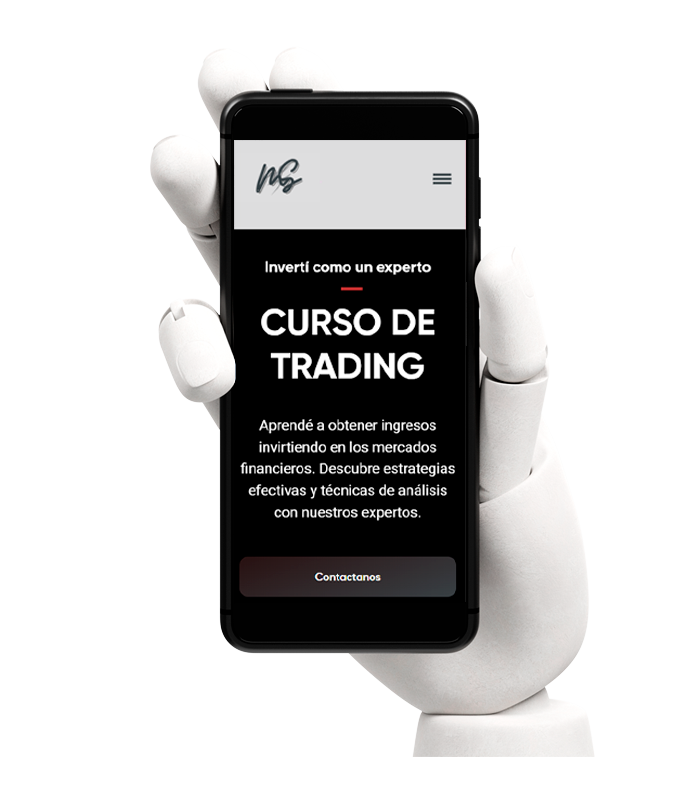 MS
Invertí como un experto
CURSO DE
TRADING
Aprendé a obtener ingresos
invirtiendo en los mercados
financieros. Descubre estrategias
efectivas y técnicas de análisis
con nuestros expertos.
Contactanos